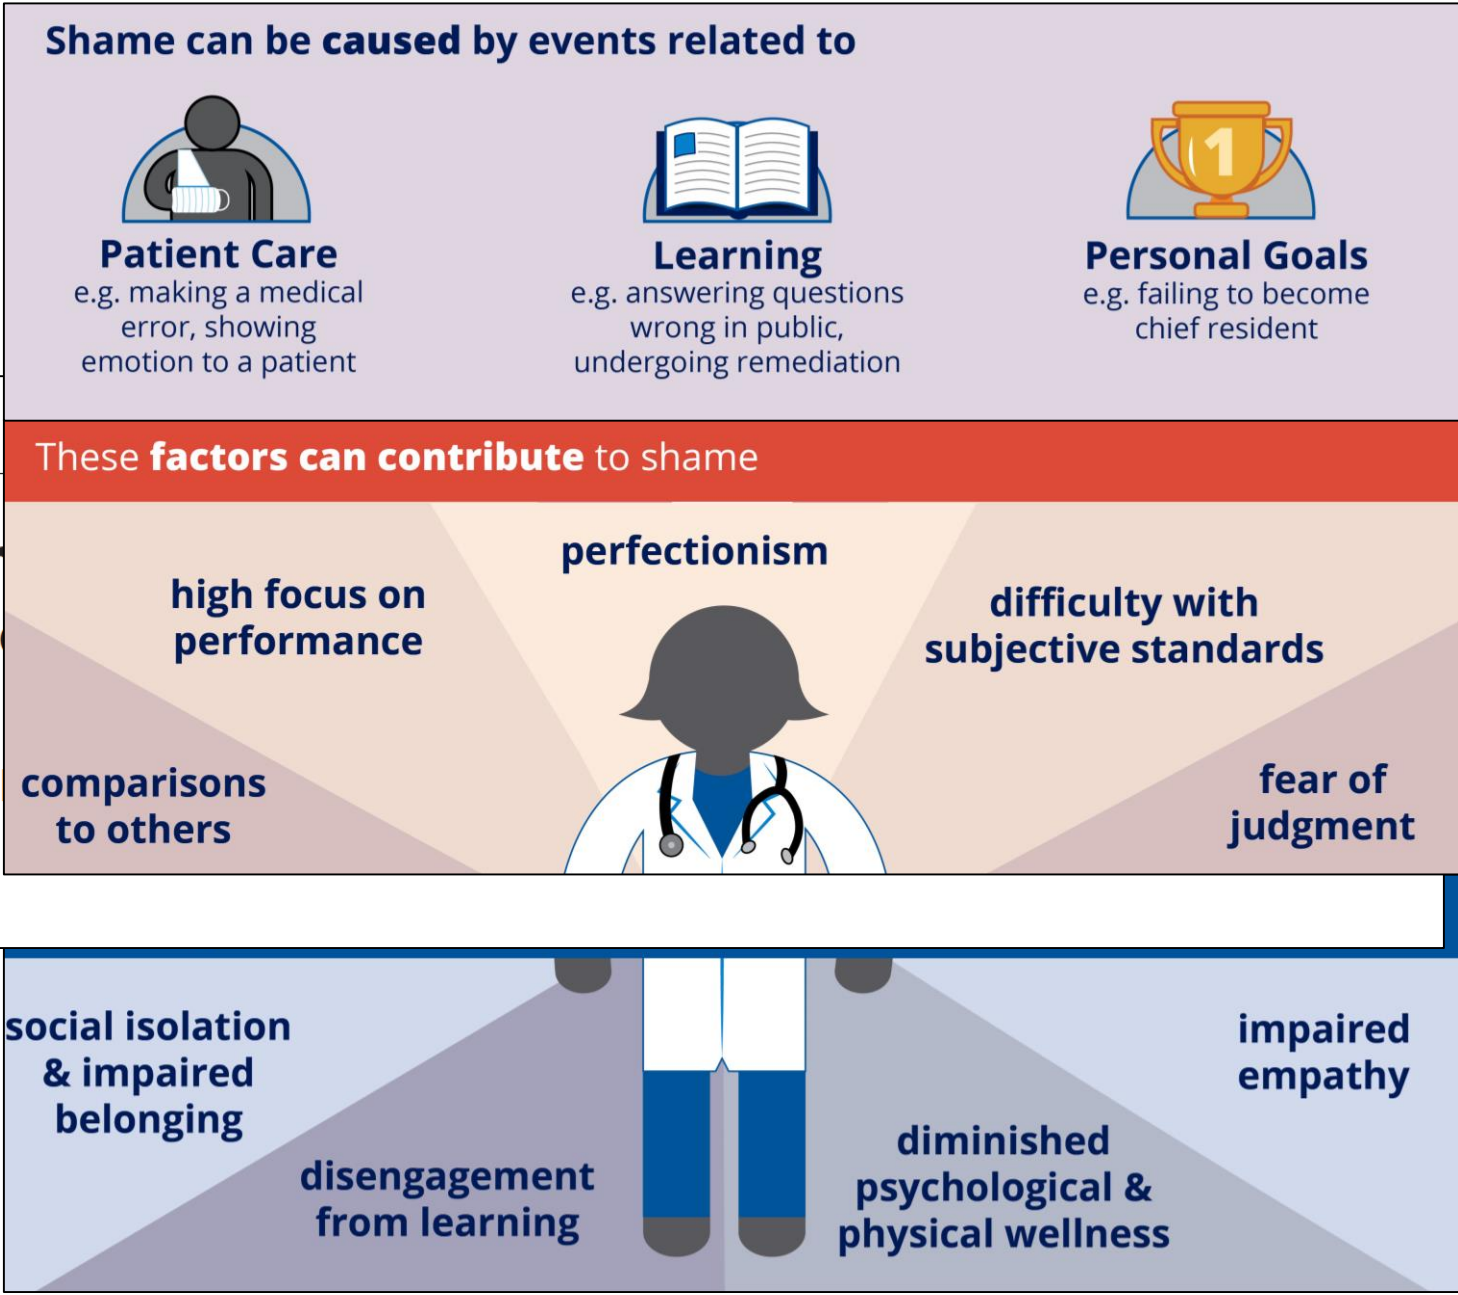 Shame can be caused by events related to
1
Patient Care
e.g. making a medical
error, showing
emotion to a patient
Learning
e.g. answering questions
wrong in public,
undergoing remediation
Personal Goals
e.g. failing to become
chief resident
These factors can contribute to shame
perfectionism
high focus on
performance
difficulty with
subjective standards
comparisons
to others
fear of
judgment
social isolation
& impaired
belonging
disengagement
from learning
diminished
psychological &
physical wellness
impaired
empathy